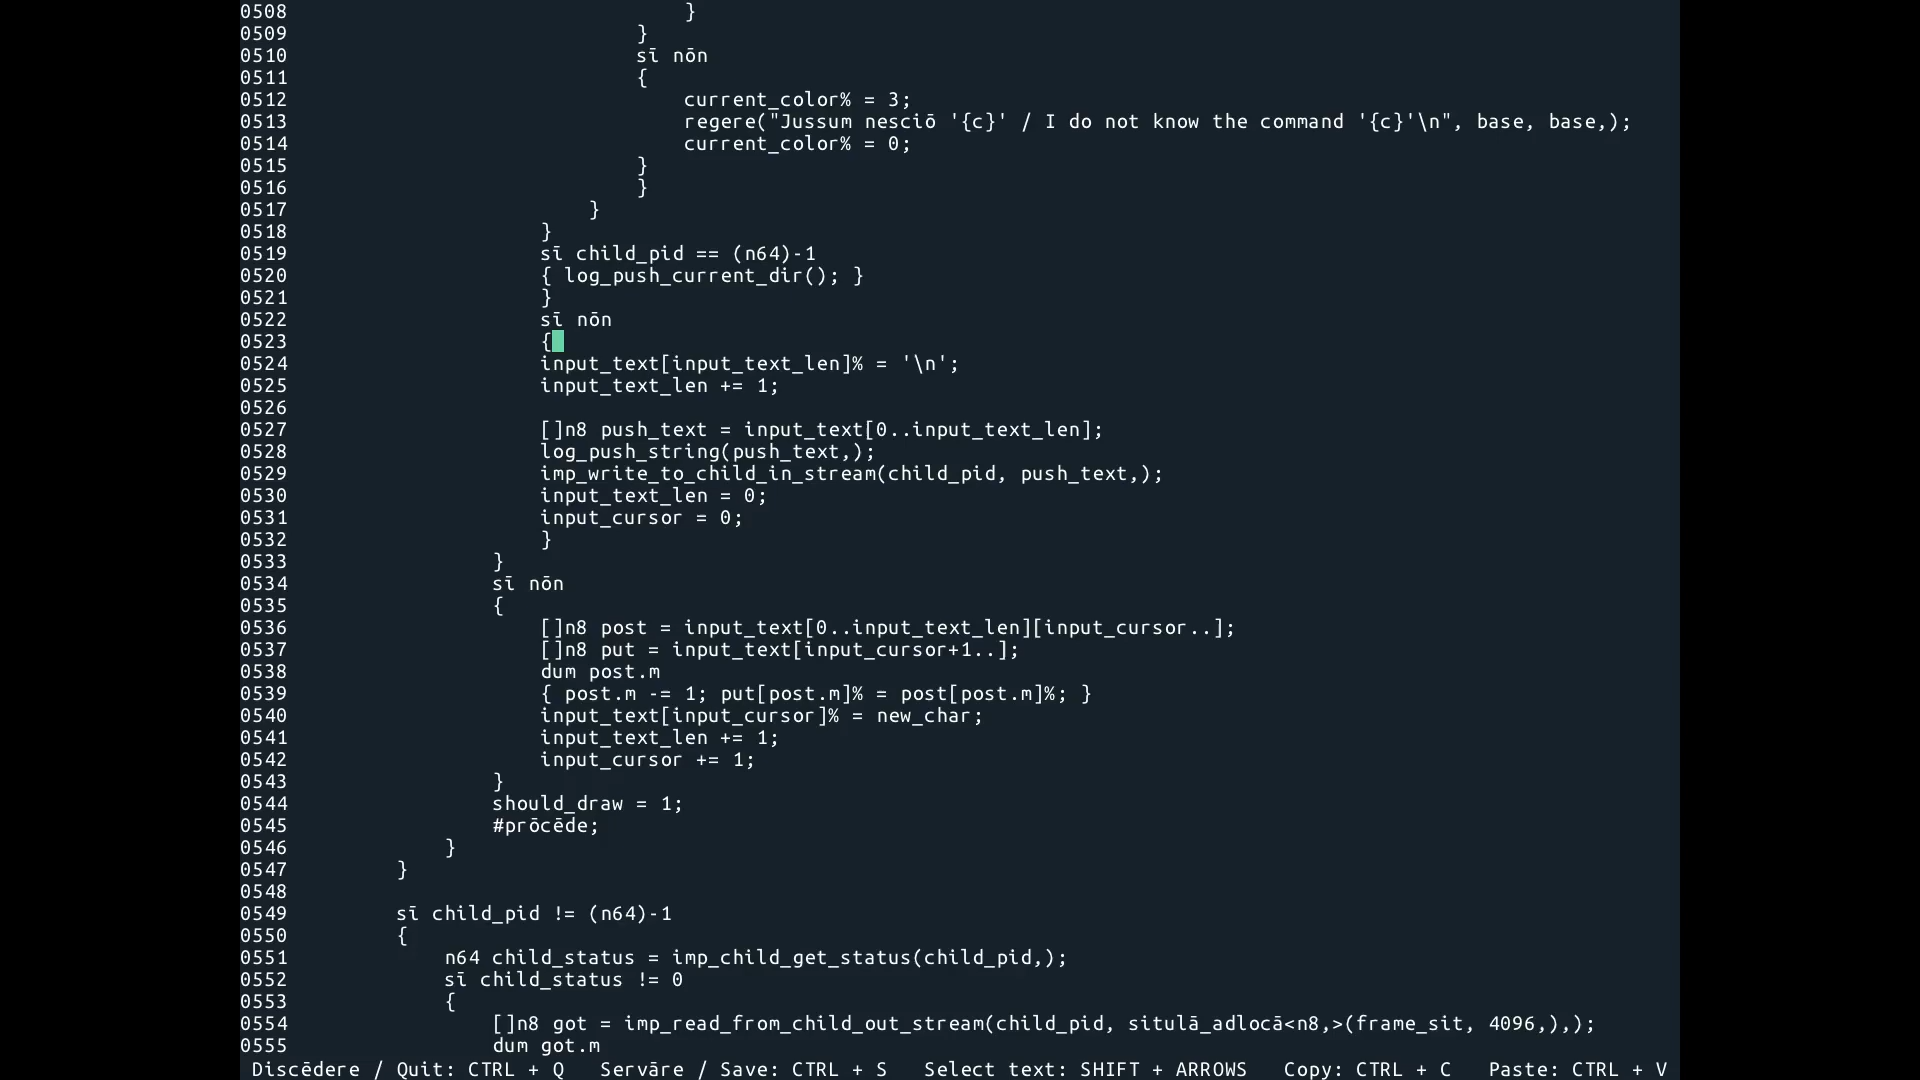 0508 }
0509 }
0510 sī nōn
0511 {
0512 current_color% = 3;
0513 regere("Jussum nesciō '{c}' / I do not know the command '{c}'\n", base, base,);
0514 current_color% = 0;
0515 }
0516 }
0517 }
0518 }
0519 sī child_pid == (n64)-1
0520 { log_push_current_dir(); }
0521 }
0522 sī nōn
0523 {
0524 input_text[input_text_len]% = '\n';
0525 input_text_len += 1;
0526
0527 []n8 push_text = input_text[0..input_text_len];
0528 log_push_string(push_text,);
0529 imp_write_to_child_in_stream(child_pid, push_text,);
0530 input_text_len = 0;
0531 input_cursor = 0;
0532 }
0533 }
0534 sī nōn
0535 {
0536 []n8 post = input_text[0..input_text_len][input_cursor..];
0537 []n8 put = input_text[input_cursor+1..];
0538 dum post.m
0539 { post.m -= 1; put[post.m]% = post[post.m]%; }
0540 input_text[input_cursor]% = new_char;
0541 input_text_len += 1;
0542 input_cursor += 1;
0543 }
0544 should_draw = 1;
0545 #prōcēde;
0546 }
0547 }
0548
0549 sī child_pid != (n64)-1
0550 {
0551 n64 child_status = imp_child_get_status(child_pid,);
0552 sī child_status != 0
0553 {
0554 []n8 got = imp_read_from_child_out_stream(child_pid, situlā_adlocā<n8,>(frame_sit, 4096,),);
0555 dum got.m
Discēdere / Quit: CTRL + Q Servāre / Save: CTRL + S Select text: SHIFT + ARROWS Copy: CTRL + C Paste: CTRL + V